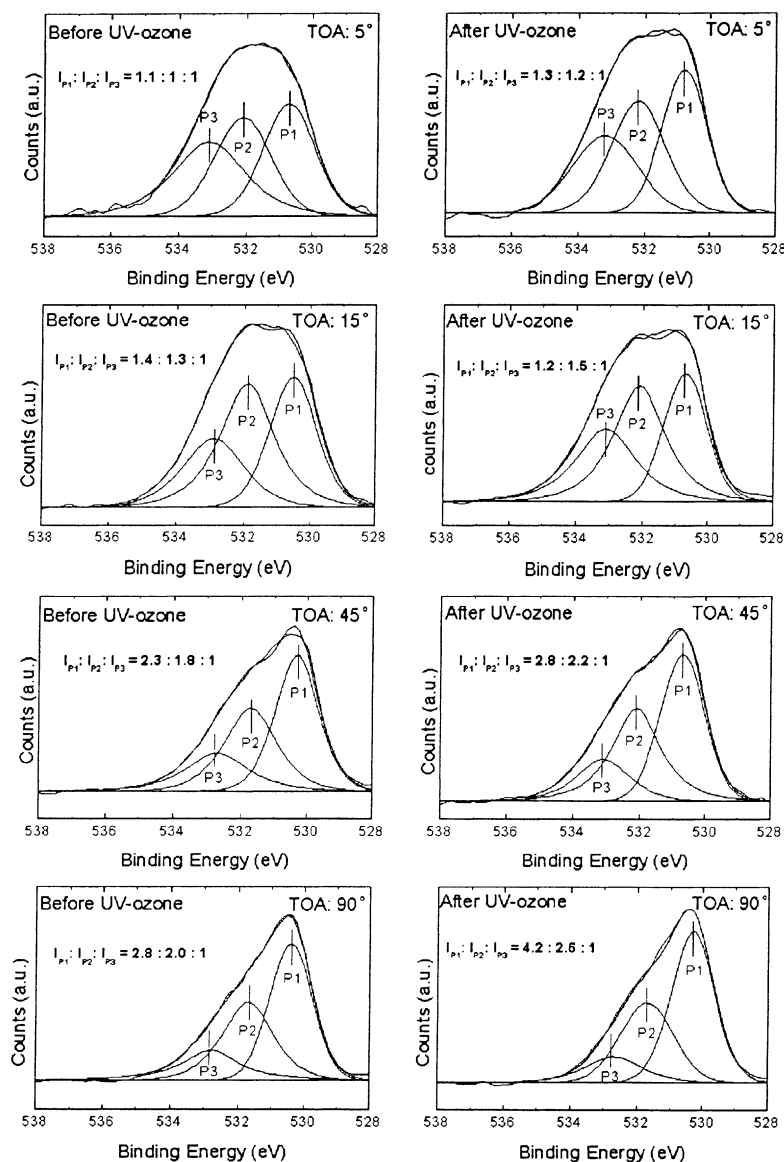 Before UV-ozone TOA: 5°
I_P1: I_P2: I_P3 = 1.1 : 1 : 1
P3
P2
P1
Counts (a.u.)
538 536 534 532 530 528
Binding Energy (eV)
After UV-ozone TOA: 5°
I_P1: I_P2: I_P3 = 1.3 : 1.2 : 1
P3
P2
P1
Counts (a.u.)
538 536 534 532 530 528
Binding Energy (eV)
Before UV-ozone TOA: 15°
I_P1: I_P2: I_P3 = 1.4 : 1.3 : 1
P1
P2
P3
Counts (a.u.)
538 536 534 532 530 528
Binding Energy (eV)
After UV-ozone TOA: 15°
I_P1: I_P2: I_P3 = 1.2 : 1.5 : 1
P1
P2
P3
counts (a.u.)
538 536 534 532 530 528
Binding Energy (eV)
Before UV-ozone TOA: 45°
I_P1: I_P2: I_P3 = 2.3 : 1.8 : 1
P1
P2
P3
Counts (a.u.)
538 536 534 532 530 528
Binding Energy (eV)
After UV-ozone TOA: 45°
I_P1: I_P2: I_P3 = 2.8 : 2.2 : 1
P1
P2
P3
Counts (a.u.)
538 536 534 532 530 528
Binding Energy (eV)
Before UV-ozone TOA: 90°
I_P1: I_P2: I_P3 = 2.8 : 2.0 : 1
P1
P2
P3
Counts (a.u.)
538 536 534 532 530 528
Binding Energy (eV)
After UV-ozone TOA: 90°
I_P1: I_P2: I_P3 = 4.2 : 2.6 : 1
P1
P2
P3
Counts (a.u.)
538 536 534 532 530 528
Binding Energy (eV)